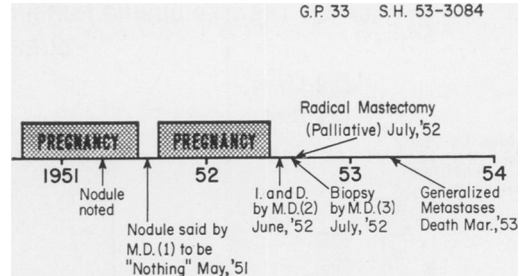 G.P. 33 S.H. 53-3084
Radical Mastectomy
(Palliative) July,'52
PREGNANCY PREGNANCY
1951 52 53 54
Nodule
noted
Nodule said by
M.D. (1) to be
"Nothing" May,'51
I. and D.
by M.D.(2)
June,'52
Biopsy
by M.D.(3)
July,'52
Generalized
Metastases
Death Mar.,'53